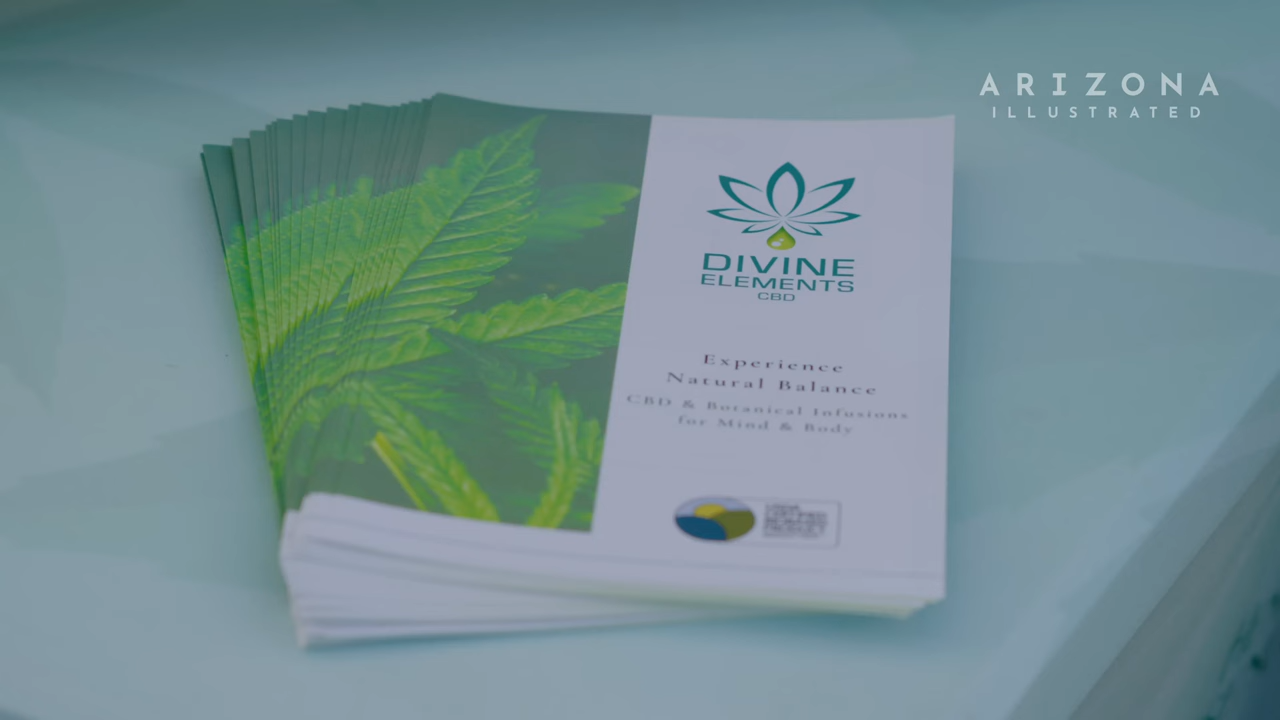 ARIZONA
ILLUSTRATED
DIVINE
ELEMENTS
CBD
Experience
Natural Balance
CBD & Botanical Infusions
for Mind & Body